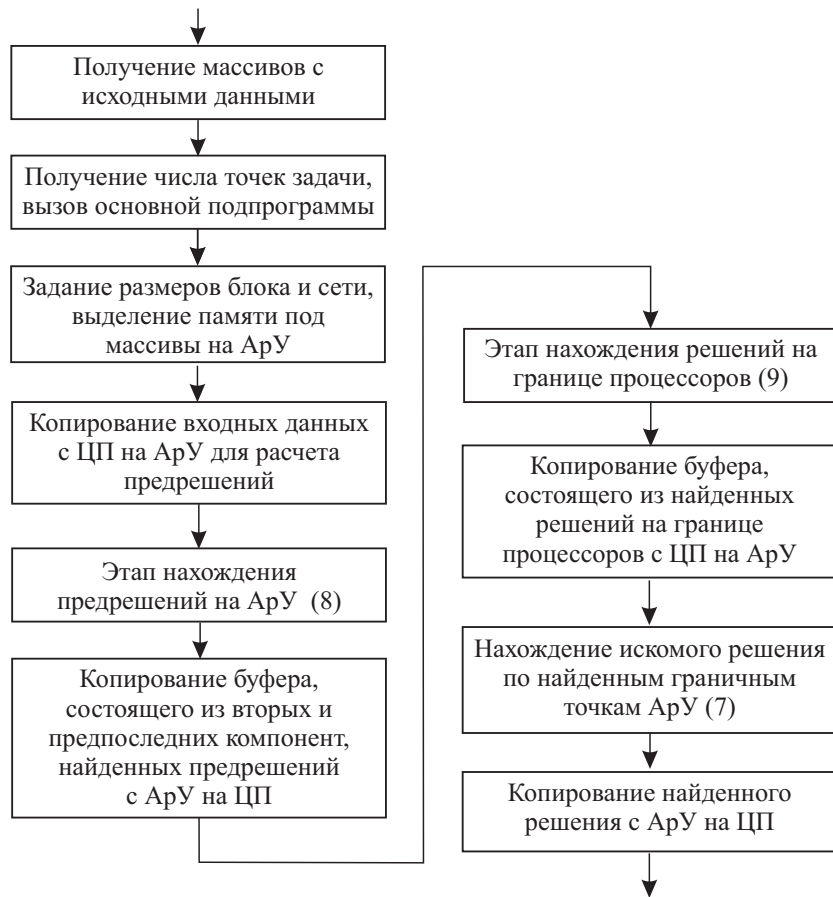 Получение массивов с
исходными данными
Получение числа точек задачи,
вызов основной подпрограммы
Задание размеров блока и сети,
выделение памяти под
массивы на АрУ
Копирование входных данных
с ЦП на АрУ для расчета
предрешений
Этап нахождения
предрешений на АрУ (8)
Копирование буфера,
состоящего из вторых и
предпоследних компонент,
найденных предрешений
с АрУ на ЦП
Этап нахождения решений на
границе процессоров (9)
Копирование буфера,
состоящего из найденных
решений на границе
процессоров с ЦП на АрУ
Нахождение искомого решения
по найденным граничным
точкам АрУ (7)
Копирование найденного
решения с АрУ на ЦП